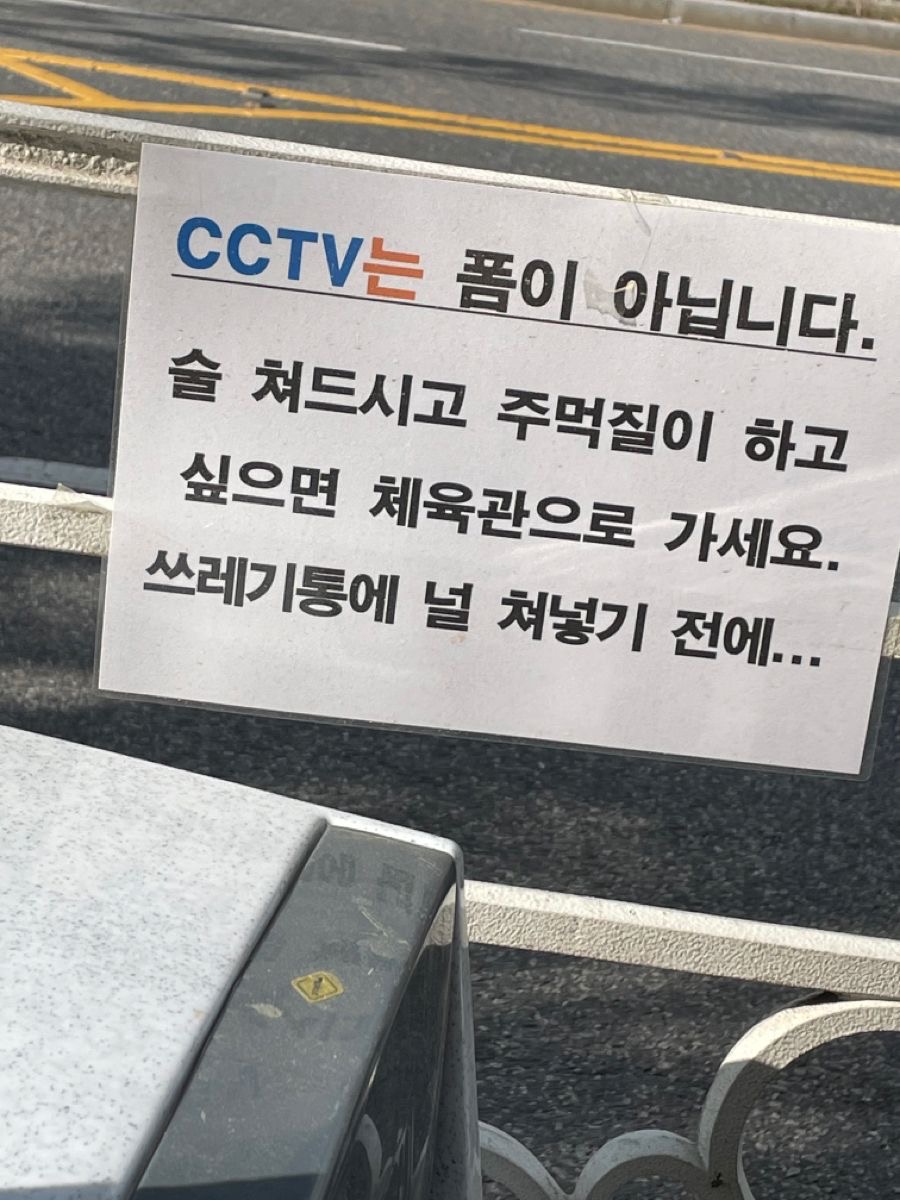 CCTV는 폼이 아닙니다.
술 쳐드시고 주먹질이 하고
싶으면 체육관으로 가세요.
쓰레기통에 널 쳐넣기 전에...